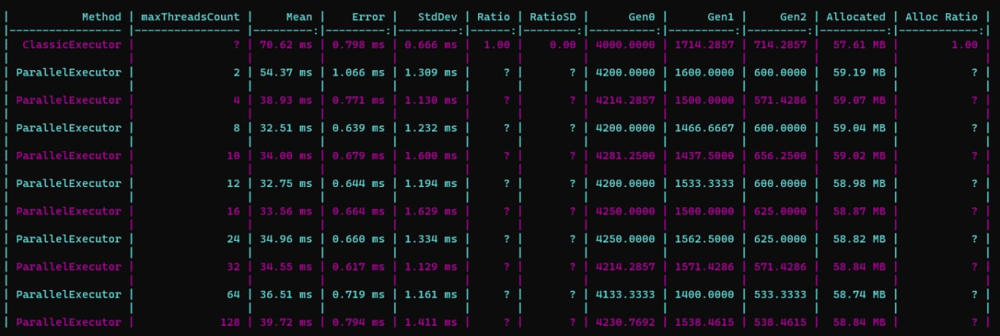 | Method | maxThreadsCount | Mean | Error | StdDev | Ratio | RatioSD | Gen0 | Gen1 | Gen2 | Allocated | Alloc Ratio |
|---------------- |---------------- |---------:|---------:|---------:|------:|--------:|----------:|----------:|---------:|----------:|------------:|
| ClassicExecutor | ? | 70.62 ms | 0.798 ms | 0.666 ms | 1.00 | 0.00 | 4000.0000 | 1714.2857 | 714.2857 | 57.61 MB | 1.00 |
| ParallelExecutor | 2 | 54.37 ms | 1.066 ms | 1.309 ms | ? | ? | 4200.0000 | 1600.0000 | 600.0000 | 59.19 MB | ? |
| ParallelExecutor | 4 | 38.93 ms | 0.771 ms | 1.130 ms | ? | ? | 4214.2857 | 1500.0000 | 571.4286 | 59.07 MB | ? |
| ParallelExecutor | 8 | 32.51 ms | 0.639 ms | 1.232 ms | ? | ? | 4200.0000 | 1466.6667 | 600.0000 | 59.04 MB | ? |
| ParallelExecutor | 10 | 34.00 ms | 0.679 ms | 1.600 ms | ? | ? | 4281.2500 | 1437.5000 | 656.2500 | 59.02 MB | ? |
| ParallelExecutor | 12 | 32.75 ms | 0.644 ms | 1.194 ms | ? | ? | 4200.0000 | 1533.3333 | 600.0000 | 58.98 MB | ? |
| ParallelExecutor | 16 | 33.56 ms | 0.664 ms | 1.629 ms | ? | ? | 4250.0000 | 1500.0000 | 625.0000 | 58.87 MB | ? |
| ParallelExecutor | 24 | 34.96 ms | 0.660 ms | 1.334 ms | ? | ? | 4250.0000 | 1562.5000 | 625.0000 | 58.82 MB | ? |
| ParallelExecutor | 32 | 34.55 ms | 0.617 ms | 1.129 ms | ? | ? | 4214.2857 | 1571.4286 | 571.4286 | 58.84 MB | ? |
| ParallelExecutor | 64 | 36.51 ms | 0.719 ms | 1.161 ms | ? | ? | 4133.3333 | 1400.0000 | 533.3333 | 58.74 MB | ? |
| ParallelExecutor | 128 | 39.72 ms | 0.794 ms | 1.411 ms | ? | ? | 4230.7692 | 1538.4615 | 538.4615 | 58.84 MB | ? |